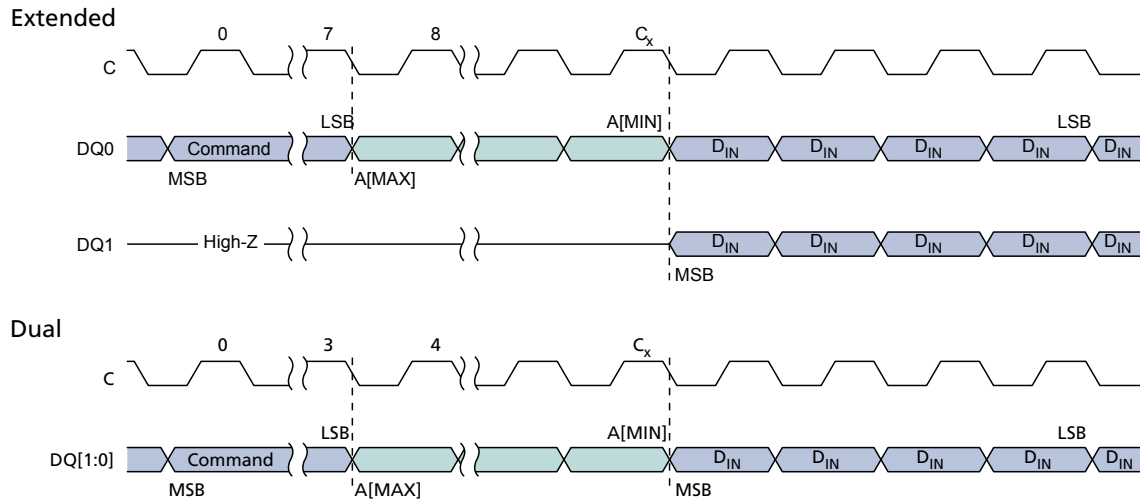 Extended
0 7 8 Cx
C
LSB A[MIN] LSB
DQ0 Command DIN DIN DIN DIN DIN
MSB A[MAX]
DQ1 High-Z DIN DIN DIN DIN DIN
MSB
Dual
0 3 4 Cx
C
LSB A[MIN] LSB
DQ[1:0] Command DIN DIN DIN DIN DIN
MSB A[MAX] MSB